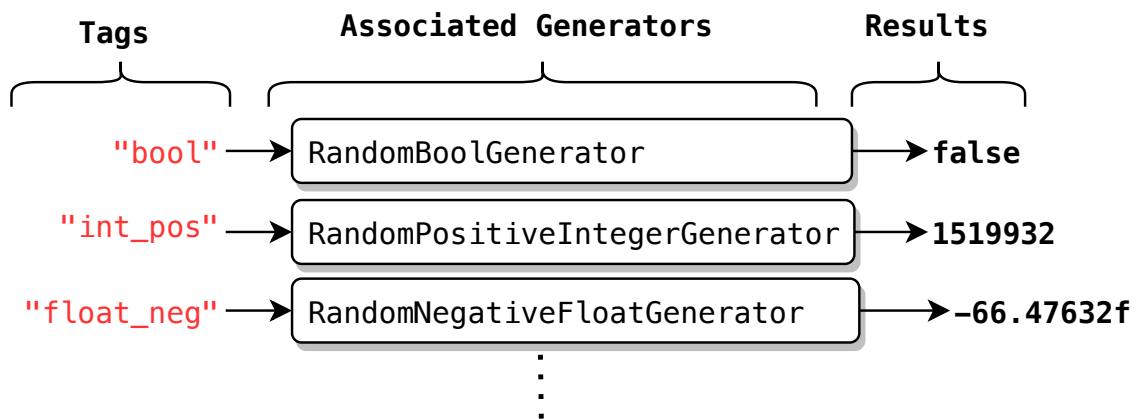 Tags Associated Generators Results
"bool" RandomBoolGenerator false
"int_pos" RandomPositiveIntegerGenerator 1519932
"float_neg" RandomNegativeFloatGenerator -66.47632f